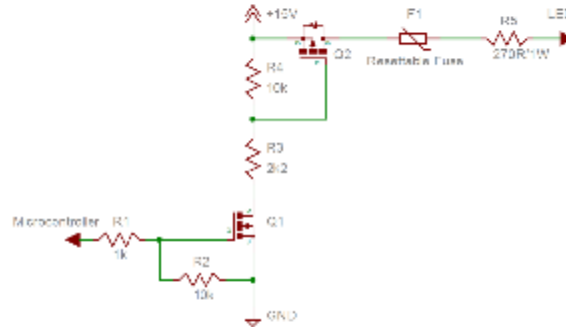 +15V
F1
R5
LED
Q2
Resettable Fuse
270R/1W
R4
10k
R3
2k2
Microcontroller
R1
Q1
1k
R2
10k
GND